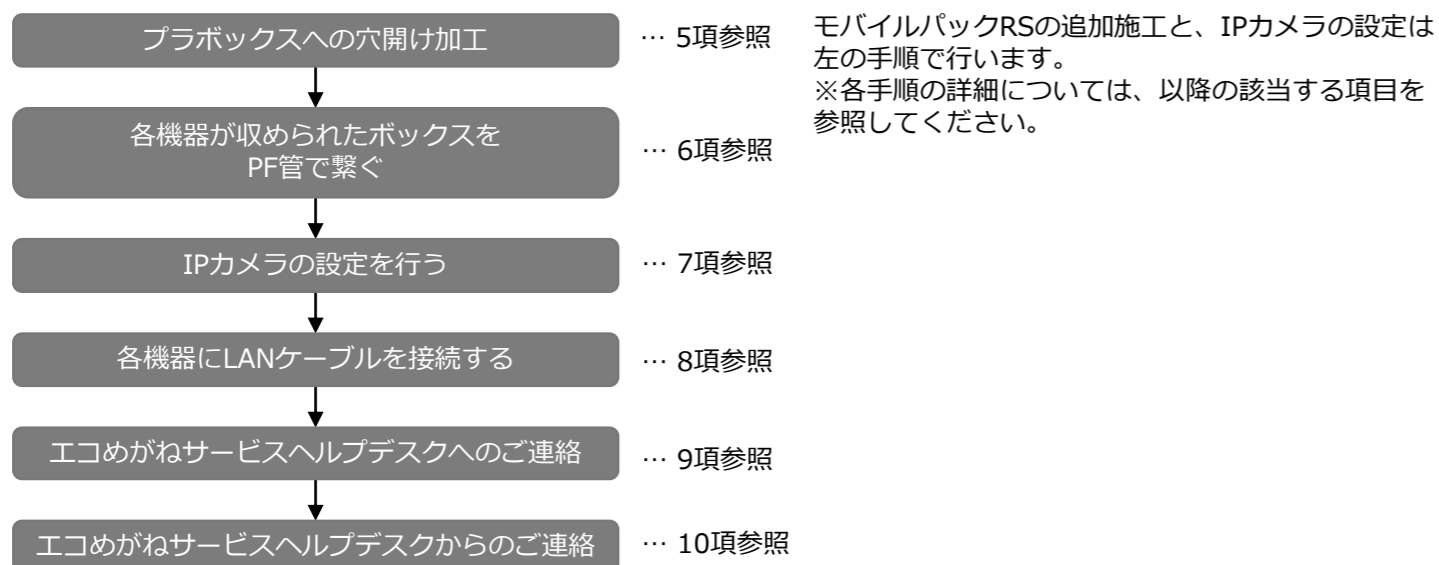 プラボックスへの穴開け加工
… 5項参照
各機器が収められたボックスを
PF管で繋ぐ
… 6項参照
IPカメラの設定を行う
… 7項参照
各機器にLANケーブルを接続する
… 8項参照
エコめがねサービスヘルプデスクへのご連絡
… 9項参照
エコめがねサービスヘルプデスクからのご連絡
… 10項参照
モバイルパックRSの追加施工と、IPカメラの設定は
左の手順で行います。
※各手順の詳細については、以降の該当する項目を
参照してください。